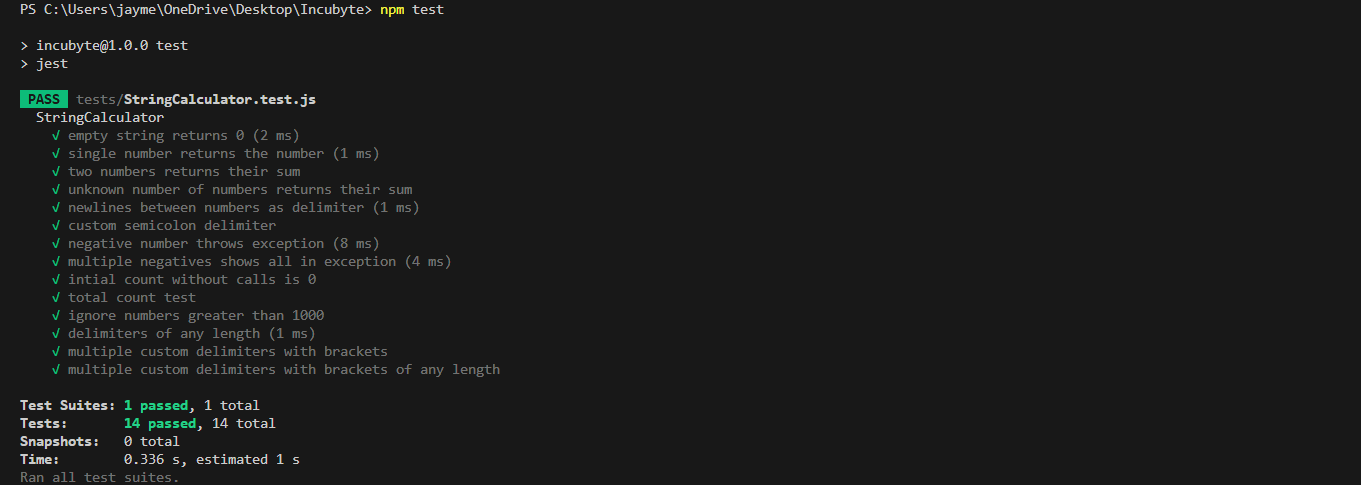 PS C:\Users\jayme\OneDrive\Desktop\Incubyte> npm test
> incubyte@1.0.0 test
> jest
PASS tests/StringCalculator.test.js
StringCalculator
√ empty string returns 0 (2 ms)
√ single number returns the number (1 ms)
√ two numbers returns their sum
√ unknown number of numbers returns their sum
√ newlines between numbers as delimiter (1 ms)
√ custom semicolon delimiter
√ negative number throws exception (8 ms)
√ multiple negatives shows all in exception (4 ms)
√ intial count without calls is 0
√ total count test
√ ignore numbers greater than 1000
√ delimiters of any length (1 ms)
√ multiple custom delimiters with brackets
√ multiple custom delimiters with brackets of any length
Test Suites: 1 passed, 1 total
Tests: 14 passed, 14 total
Snapshots: 0 total
Time: 0.336 s, estimated 1 s
Ran all test suites.